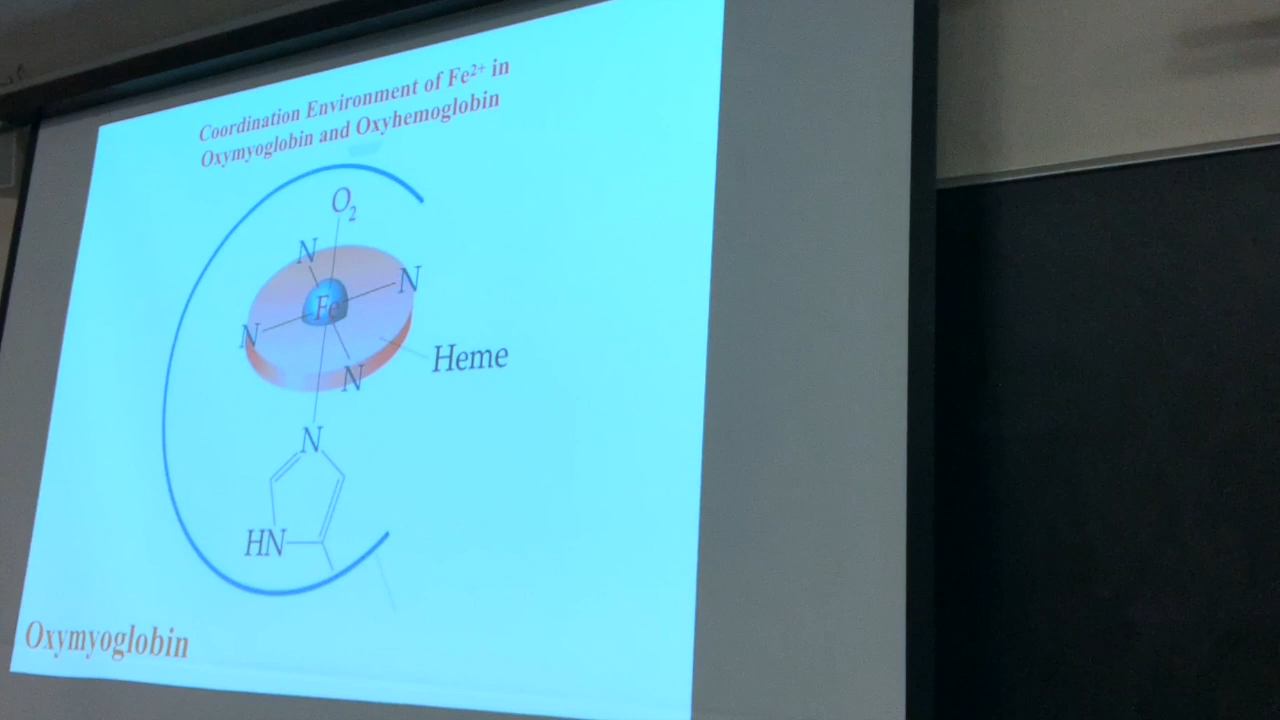 Coordination Environment of Fe²⁺ in
Oxymyoglobin and Oxyhemoglobin
O₂
N
N
Fe
N
Heme
N
N
HN
Oxymyoglobin